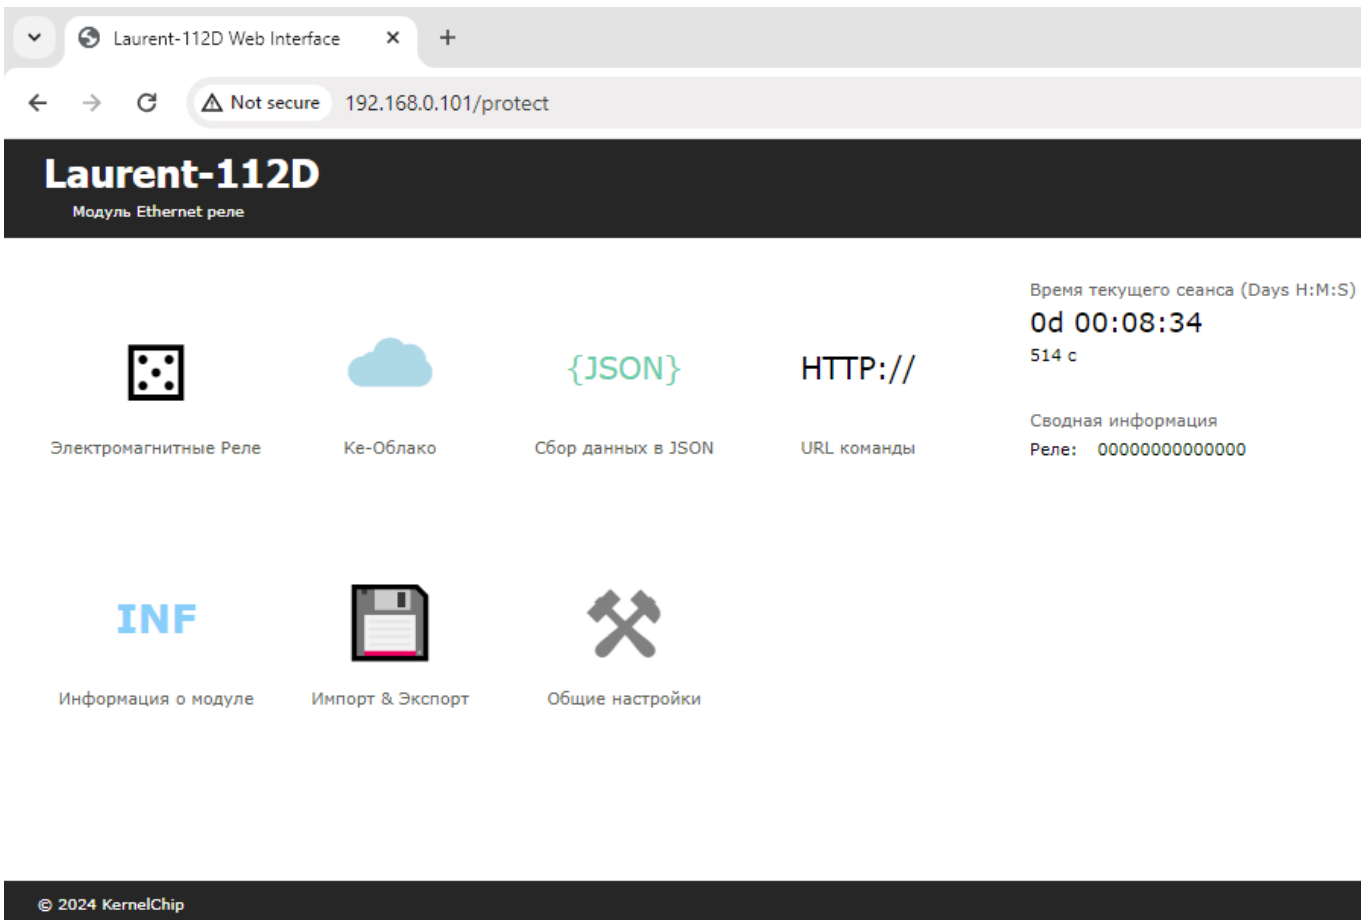 Laurent-112D Web Interface
Not secure 192.168.0.101/protect
Laurent-112D
Модуль Ethernet реле
Время текущего сеанса (Days H:M:S)
0d 00:08:34
514 с
{JSON}
HTTP://
Сводная информация
Реле: 00000000000000
Электромагнитные Реле
Ке-Облако
Сбор данных в JSON
URL команды
INF
Информация о модуле
Импорт & Экспорт
Общие настройки
© 2024 KernelChip